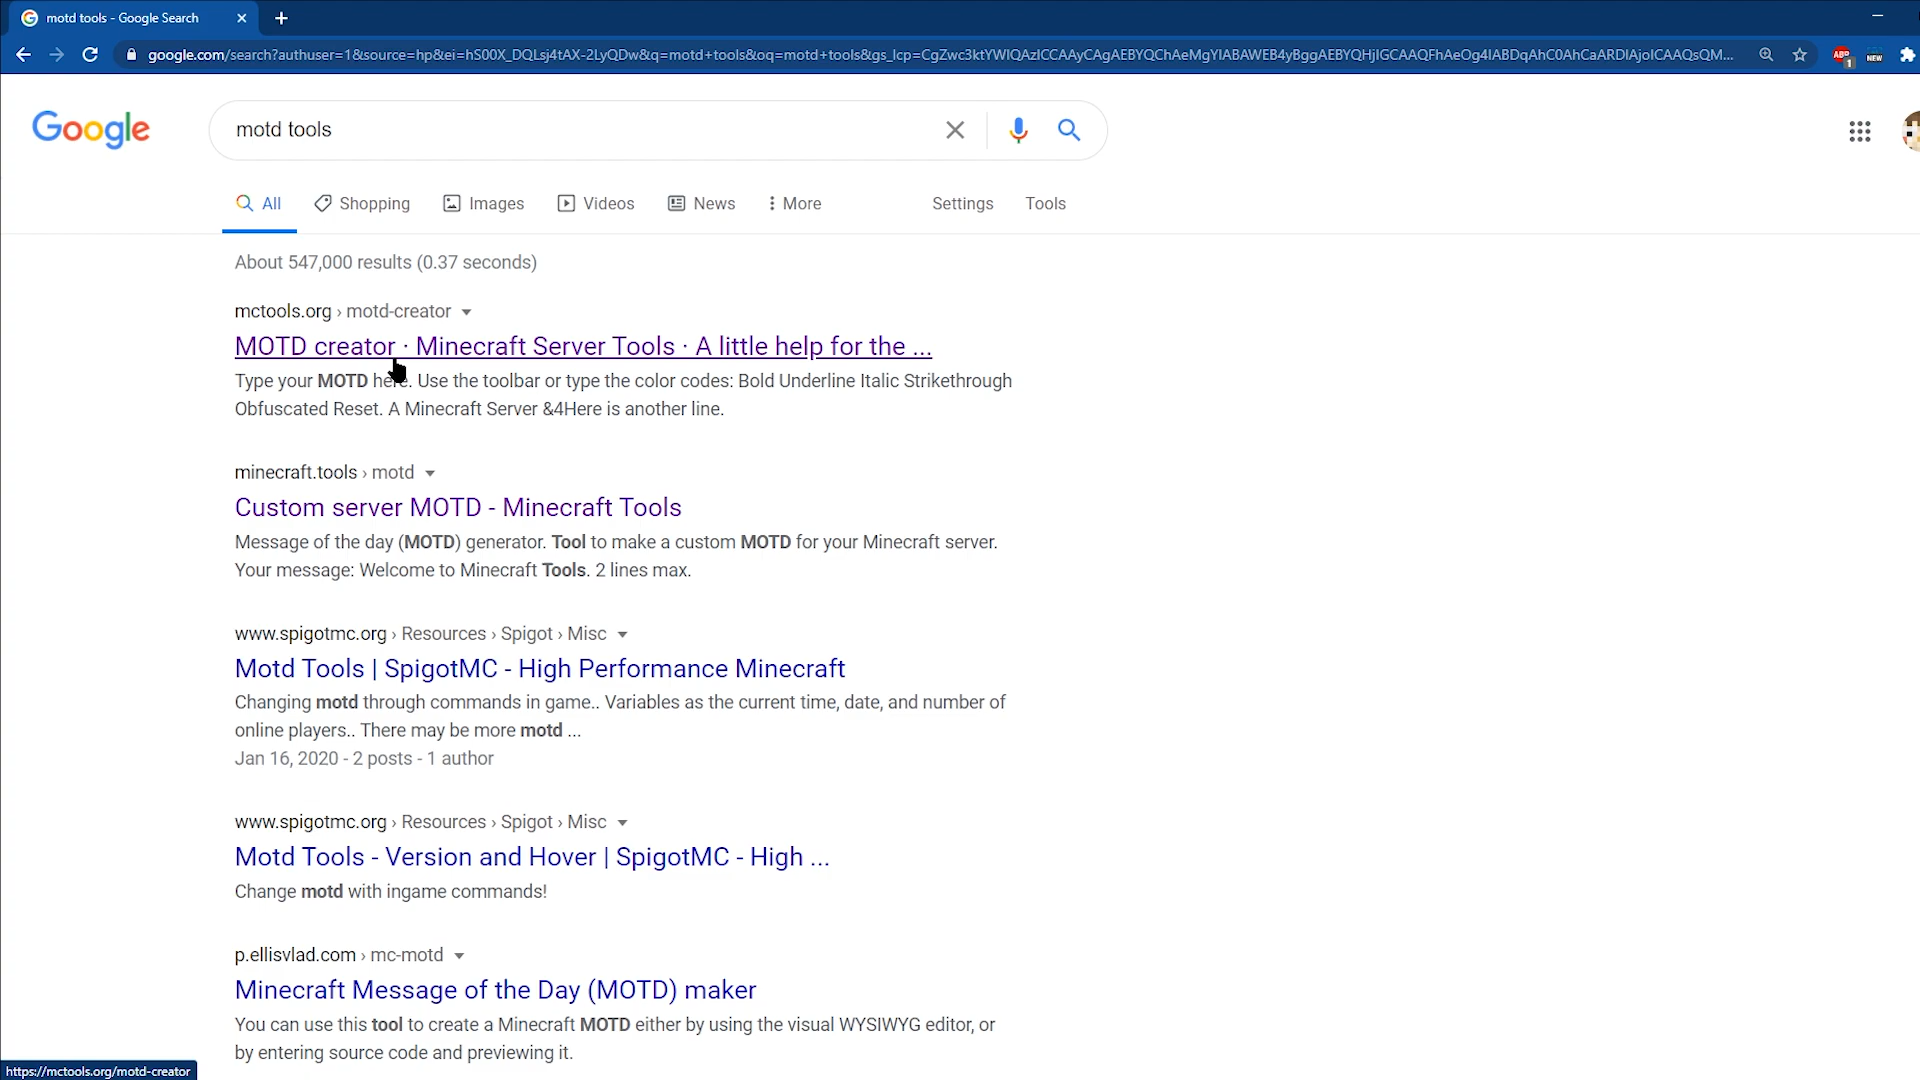 motd tools - Google Search
google.com/search?authuser=1&source=hp&ei=hS00X_DQLsj4tAX-2LyQDw&q=motd+tools&oq=motd+tools&gs_lcp=CgZwc3ktYWIQAzICCAAyCAgAEBYQChAeMgYIABAWEB4yBggAEBYQHjIGCAAQFhAeOg4IABDqAhC0AhCaARDlAjoICAAQsQM...
ABP
1
NEW
Google
motd tools
All Shopping Images Videos News More Settings Tools
About 547,000 results (0.37 seconds)
mctools.org › motd-creator
MOTD creator · Minecraft Server Tools · A little help for the ...
Type your MOTD here. Use the toolbar or type the color codes: Bold Underline Italic Strikethrough
Obfuscated Reset. A Minecraft Server &4Here is another line.
minecraft.tools › motd
Custom server MOTD - Minecraft Tools
Message of the day (MOTD) generator. Tool to make a custom MOTD for your Minecraft server.
Your message: Welcome to Minecraft Tools. 2 lines max.
www.spigotmc.org › Resources › Spigot › Misc
Motd Tools | SpigotMC - High Performance Minecraft
Changing motd through commands in game.. Variables as the current time, date, and number of
online players.. There may be more motd ...
Jan 16, 2020 - 2 posts - 1 author
www.spigotmc.org › Resources › Spigot › Misc
Motd Tools - Version and Hover | SpigotMC - High ...
Change motd with ingame commands!
p.ellisvlad.com › mc-motd
Minecraft Message of the Day (MOTD) maker
You can use this tool to create a Minecraft MOTD either by using the visual WYSIWYG editor, or
by entering source code and previewing it.
https://mctools.org/motd-creator